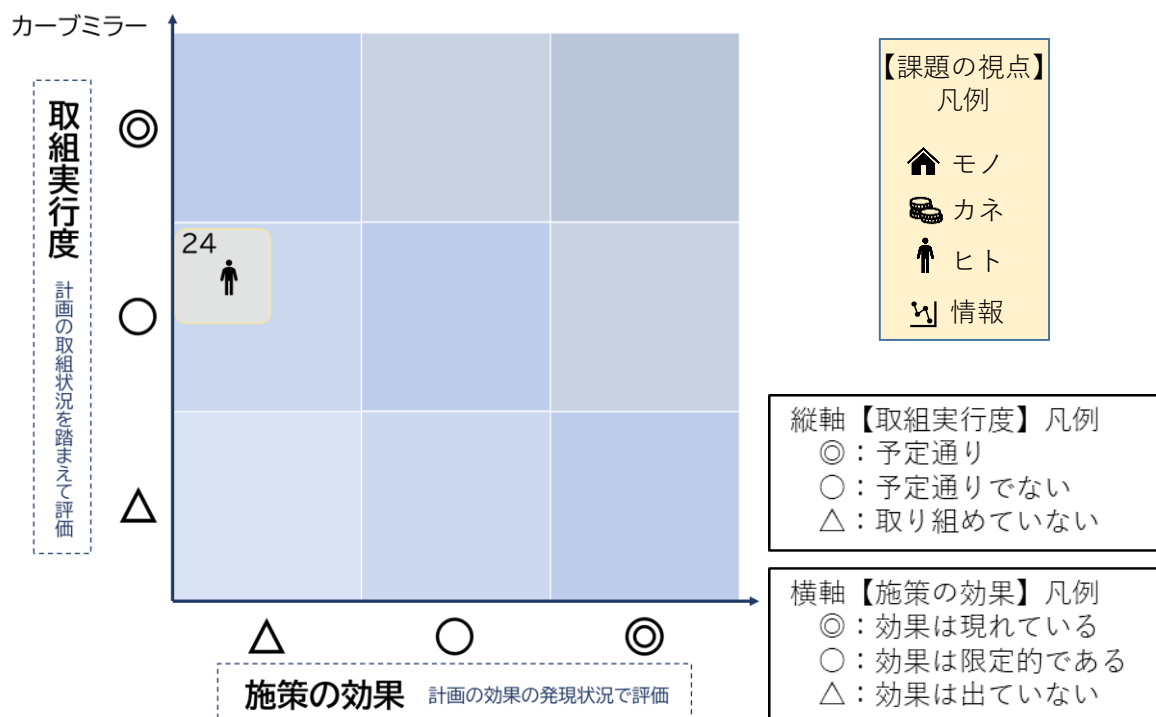 カーブミラー
取組実行度
計画の取組状況を踏まえて評価
◎
○
△
24
△
○
◎
施策の効果 計画の効果の発現状況で評価
【課題の視点】
凡例
モノ
カネ
ヒト
情報
縦軸【取組実行度】凡例
◎：予定通り
○：予定通りでない
△：取り組めていない
横軸【施策の効果】凡例
◎：効果は現れている
○：効果は限定的である
△：効果は出ていない